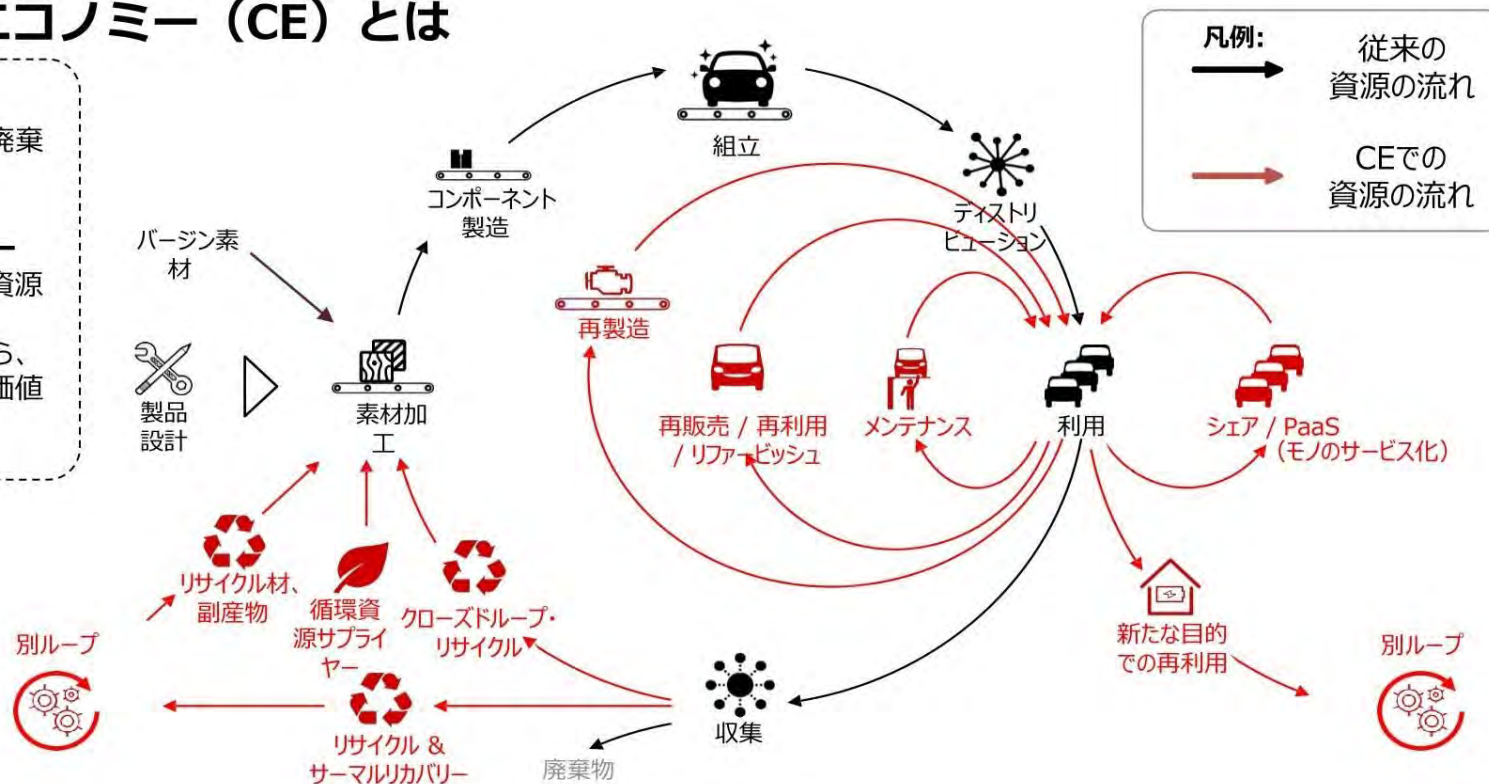 エコノミー（CE）とは
廃棄
資源
ら、
価値
凡例:
従来の
資源の流れ
CEでの
資源の流れ
組立
コンポーネント
製造
ディストリ
ビューション
バージン素
材
再製造
製品
設計
素材加
工
再販売 / 再利用
/ リファービッシュ
メンテナンス
利用
シェア / PaaS
（モノのサービス化）
リサイクル材、
副産物
循環資
源サプライ
ヤー
クローズドループ・
リサイクル
新たな目的
での再利用
別ループ
別ループ
リサイクル &
サーマルリカバリー
収集
廃棄物